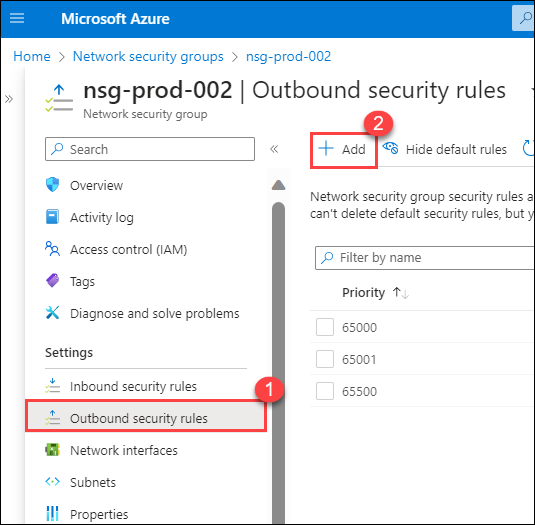 Microsoft Azure
Home > Network security groups > nsg-prod-002
»
nsg-prod-002 | Outbound security rules
Network security group
Search
«
Add
2
Hide default rules
Overview
Activity log
Access control (IAM)
Tags
Diagnose and solve problems
Settings
Inbound security rules
1
Outbound security rules
Network interfaces
Subnets
Properties
Network security group security rules a
can't delete default security rules, but y
Filter by name
Priority ↑↓
65000
65001
65500